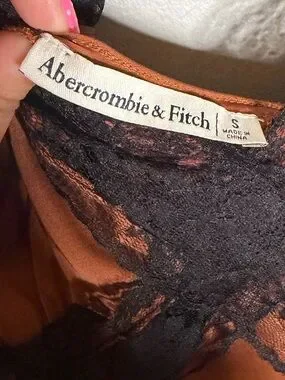 Abercrombie & Fitch
S
MADE IN
CHINA